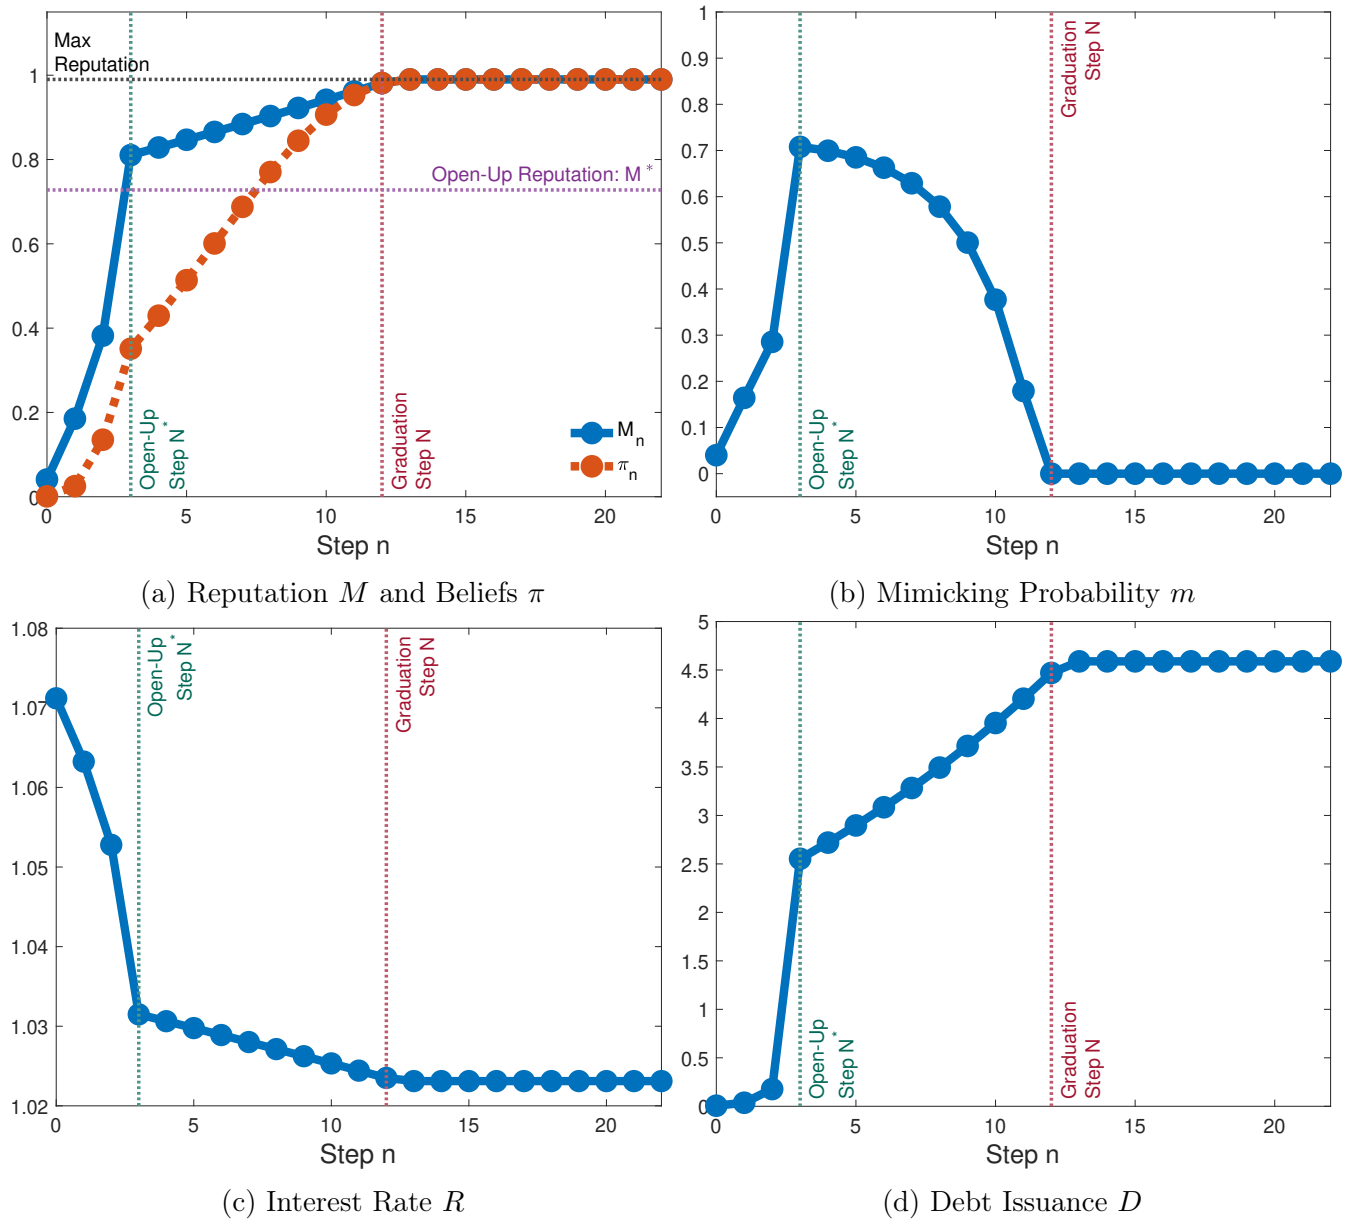 Max
Reputation
1
0.8
0.6
0.4
0.2
0
Open-Up Reputation: M*
Open-Up
Step N*
Graduation
Step N
M_n
π_n
0 5 10 15 20
Step n
(a) Reputation M and Beliefs π
1
0.9
0.8
0.7
0.6
0.5
0.4
0.3
0.2
0.1
0
Open-Up
Step N*
Graduation
Step N
0 5 10 15 20
Step n
(b) Mimicking Probability m
1.08
1.07
1.06
1.05
1.04
1.03
1.02
Open-Up
Step N*
Graduation
Step N
0 5 10 15 20
Step n
(c) Interest Rate R
5
4.5
4
3.5
3
2.5
2
1.5
1
0.5
0
Open-Up
Step N*
Graduation
Step N
0 5 10 15 20
Step n
(d) Debt Issuance D